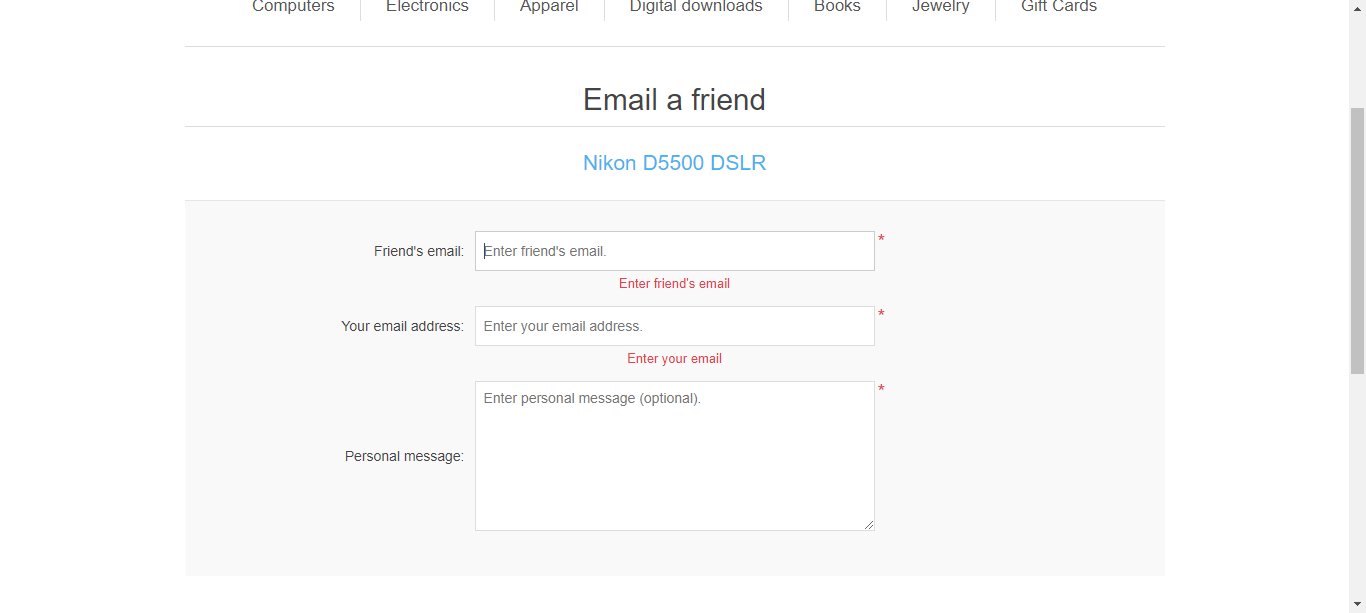 Computers Electronics Apparel Digital downloads Books Jewelry Gift Cards
Email a friend
Nikon D5500 DSLR
Friend's email: Enter friend's email. *
Enter friend's email
Your email address: Enter your email address. *
Enter your email
Enter personal message (optional). *
Personal message: